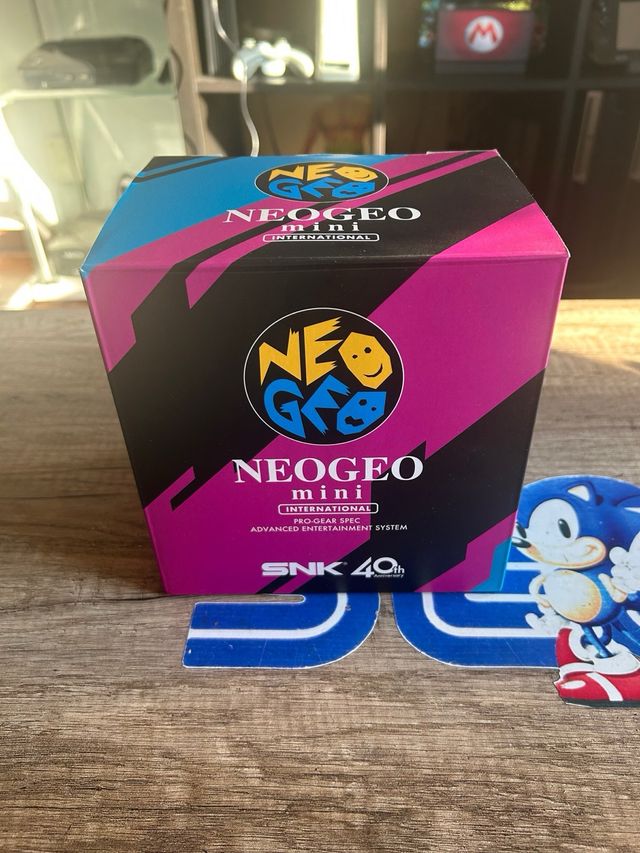 NEO
GEO
NEOGEO
mini
INTERNATIONAL
NEO
GEO
NEOGEO
mini
INTERNATIONAL
PRO-GEAR SPEC
ADVANCED ENTERTAINMENT SYSTEM
SNK 40th
Anniversary